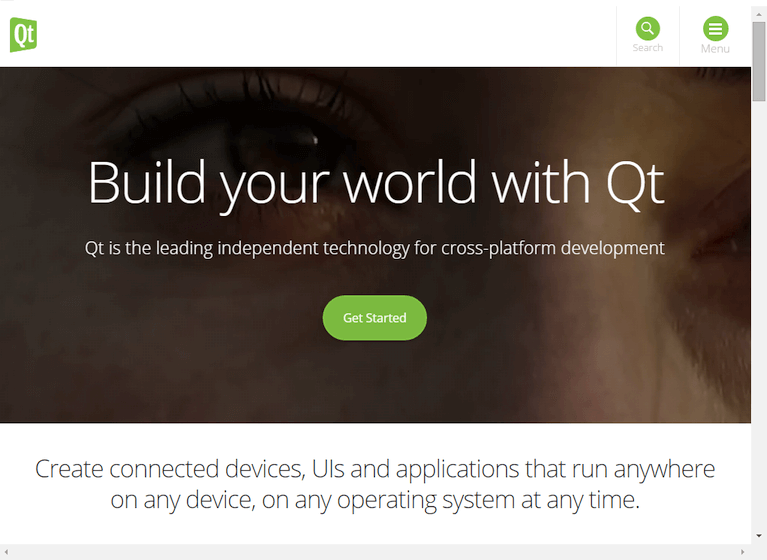 Qt
Search
Menu
Build your world with Qt
Qt is the leading independent technology for cross-platform development
Get Started
Create connected devices, UIs and applications that run anywhere
on any device, on any operating system at any time.